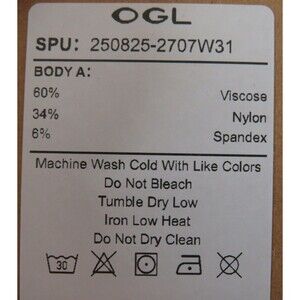 OGL
SPU: 250825-2707W31
BODY A:
60% Viscose
34% Nylon
6% Spandex
Machine Wash Cold With Like Colors
Do Not Bleach
Tumble Dry Low
Iron Low Heat
Do Not Dry Clean
30